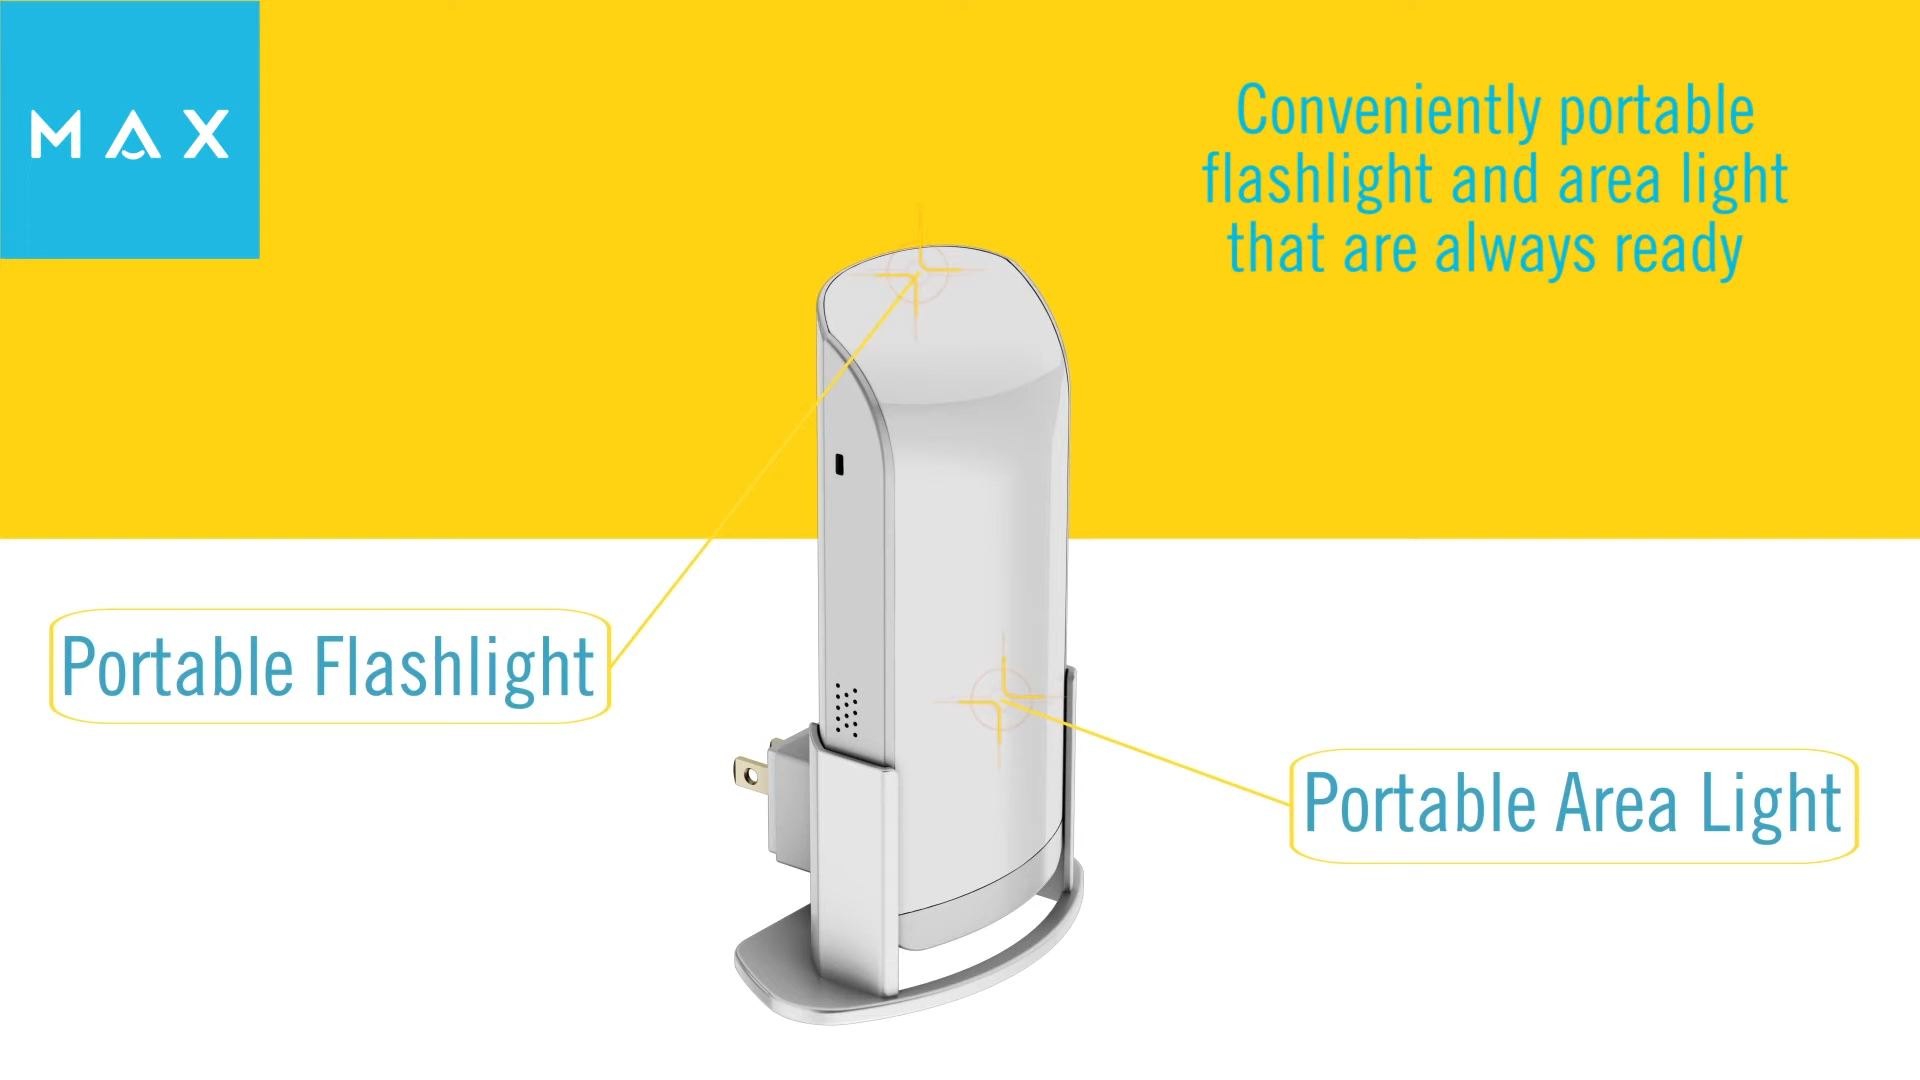 MAX
Conveniently portable
flashlight and area light
that are always ready
Portable Flashlight
Portable Area Light